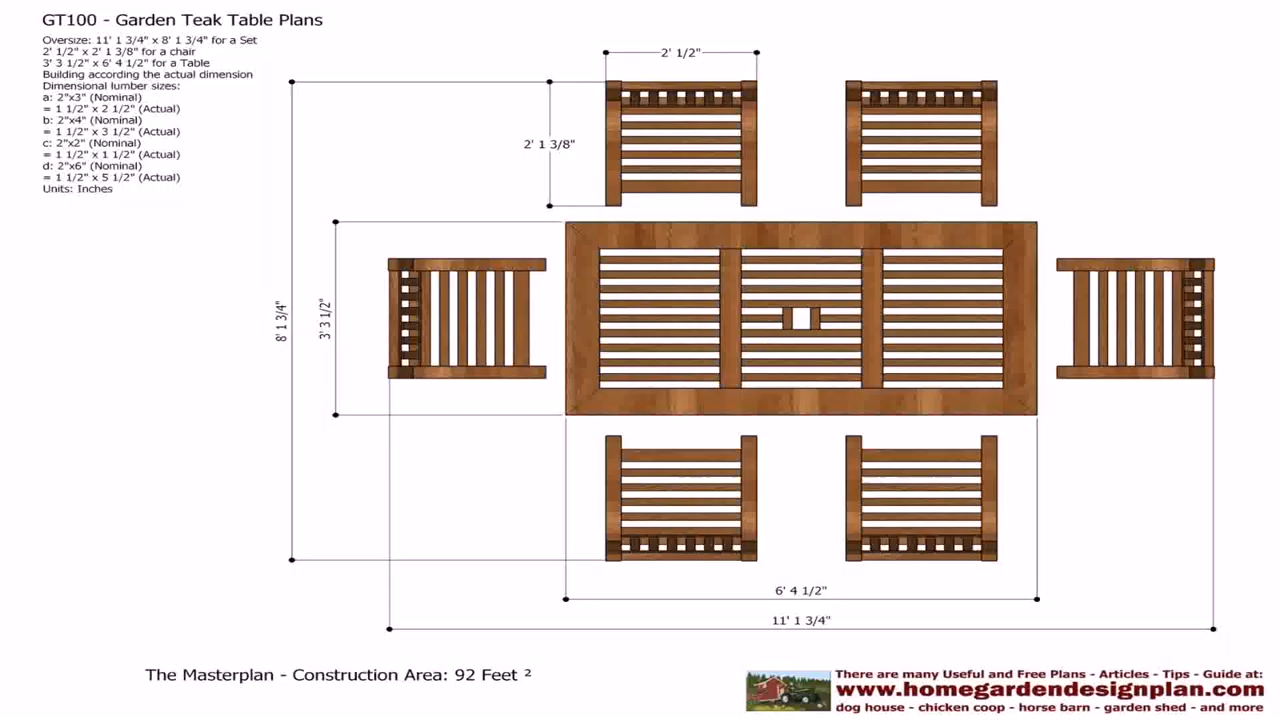 GT100 - Garden Teak Table Plans
Oversize: 11' 1 3/4" x 8' 1 3/4" for a Set
2' 1/2" x 2' 1 3/8" for a chair
3' 3 1/2" x 6' 4 1/2" for a Table
Building according the actual dimension
Dimensional lumber sizes:
a: 2"x3" (Nominal)
= 1 1/2" x 2 1/2" (Actual)
b: 2"x4" (Nominal)
= 1 1/2" x 3 1/2" (Actual)
c: 2"x2" (Nominal)
= 1 1/2" x 1 1/2" (Actual)
d: 2"x6" (Nominal)
= 1 1/2" x 5 1/2" (Actual)
Units: Inches
2' 1/2"
2' 1 3/8"
8' 1 3/4"
3' 3 1/2"
6' 4 1/2"
11' 1 3/4"
The Masterplan - Construction Area: 92 Feet ²
There are many Useful and Free Plans - Articles - Tips - Guide at:
www.homegardendesignplan.com
dog house - chicken coop - horse barn - garden shed - and more